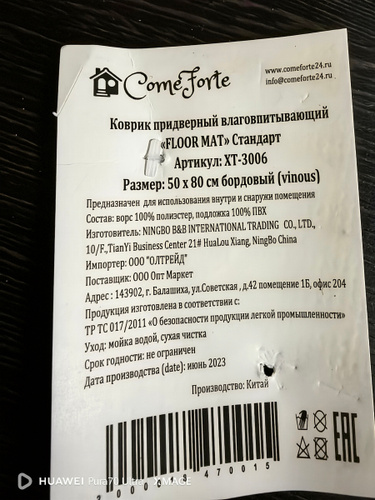 ComeForte
www.comeforte24.ru
info@comeforte24.ru
Коврик придверный влаговпитывающий
«FLOOR MAT» Стандарт
Артикул: XT-3006
Размер: 50 x 80 см бордовый (vinous)
Предназначен для использования внутри и снаружи помещения
Состав: ворс 100% полиэстер, подложка 100% ПВХ
Изготовитель: NINGBO B&B INTERNATIONAL TRADING CO., LTD.,
10/F.,TianYi Business Center 21# HuaLou Xiang, NingBo China
Импортер: ООО "ОЛТРЕЙД"
Поставщик: ООО Опт Маркет
Адрес : 143902, г. Балашиха, ул.Советская , д.42 помещение 1Б, офис 204
Продукция изготовлена в соответствии с:
ТР ТС 017/2011 «О безопасности продукции легкой промышленности»
Уход: мойка водой, сухая чистка
Срок годности: не ограничен
Дата производства (date): июнь 2023
Производство: Китай
EAC
470015
HUAWEI Pura70 Ultra XMAGE